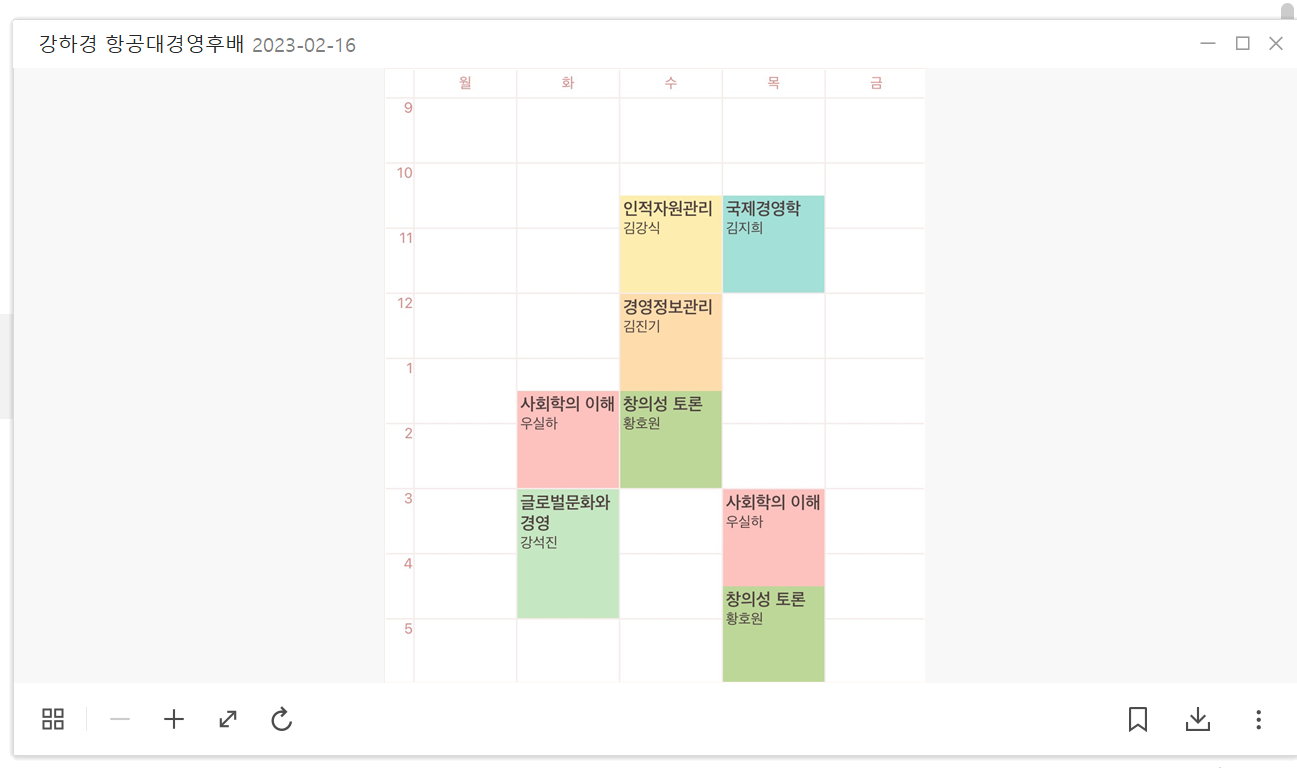 강하경 항공대경영후배 2023-02-16
월 화 수 목 금
9
10
인적자원관리
김강식
국제경영학
김지희
11
12
경영정보관리
김진기
1
사회학의 이해
우실하
창의성 토론
황호원
2
3
글로벌문화와
경영
강석진
사회학의 이해
우실하
4
창의성 토론
황호원
5